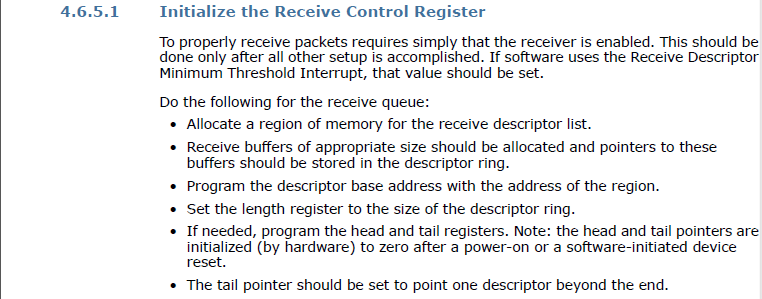 4.6.5.1 Initialize the Receive Control Register
To properly receive packets requires simply that the receiver is enabled. This should be
done only after all other setup is accomplished. If software uses the Receive Descriptor
Minimum Threshold Interrupt, that value should be set.
Do the following for the receive queue:
• Allocate a region of memory for the receive descriptor list.
• Receive buffers of appropriate size should be allocated and pointers to these
buffers should be stored in the descriptor ring.
• Program the descriptor base address with the address of the region.
• Set the length register to the size of the descriptor ring.
• If needed, program the head and tail registers. Note: the head and tail pointers are
initialized (by hardware) to zero after a power-on or a software-initiated device
reset.
• The tail pointer should be set to point one descriptor beyond the end.